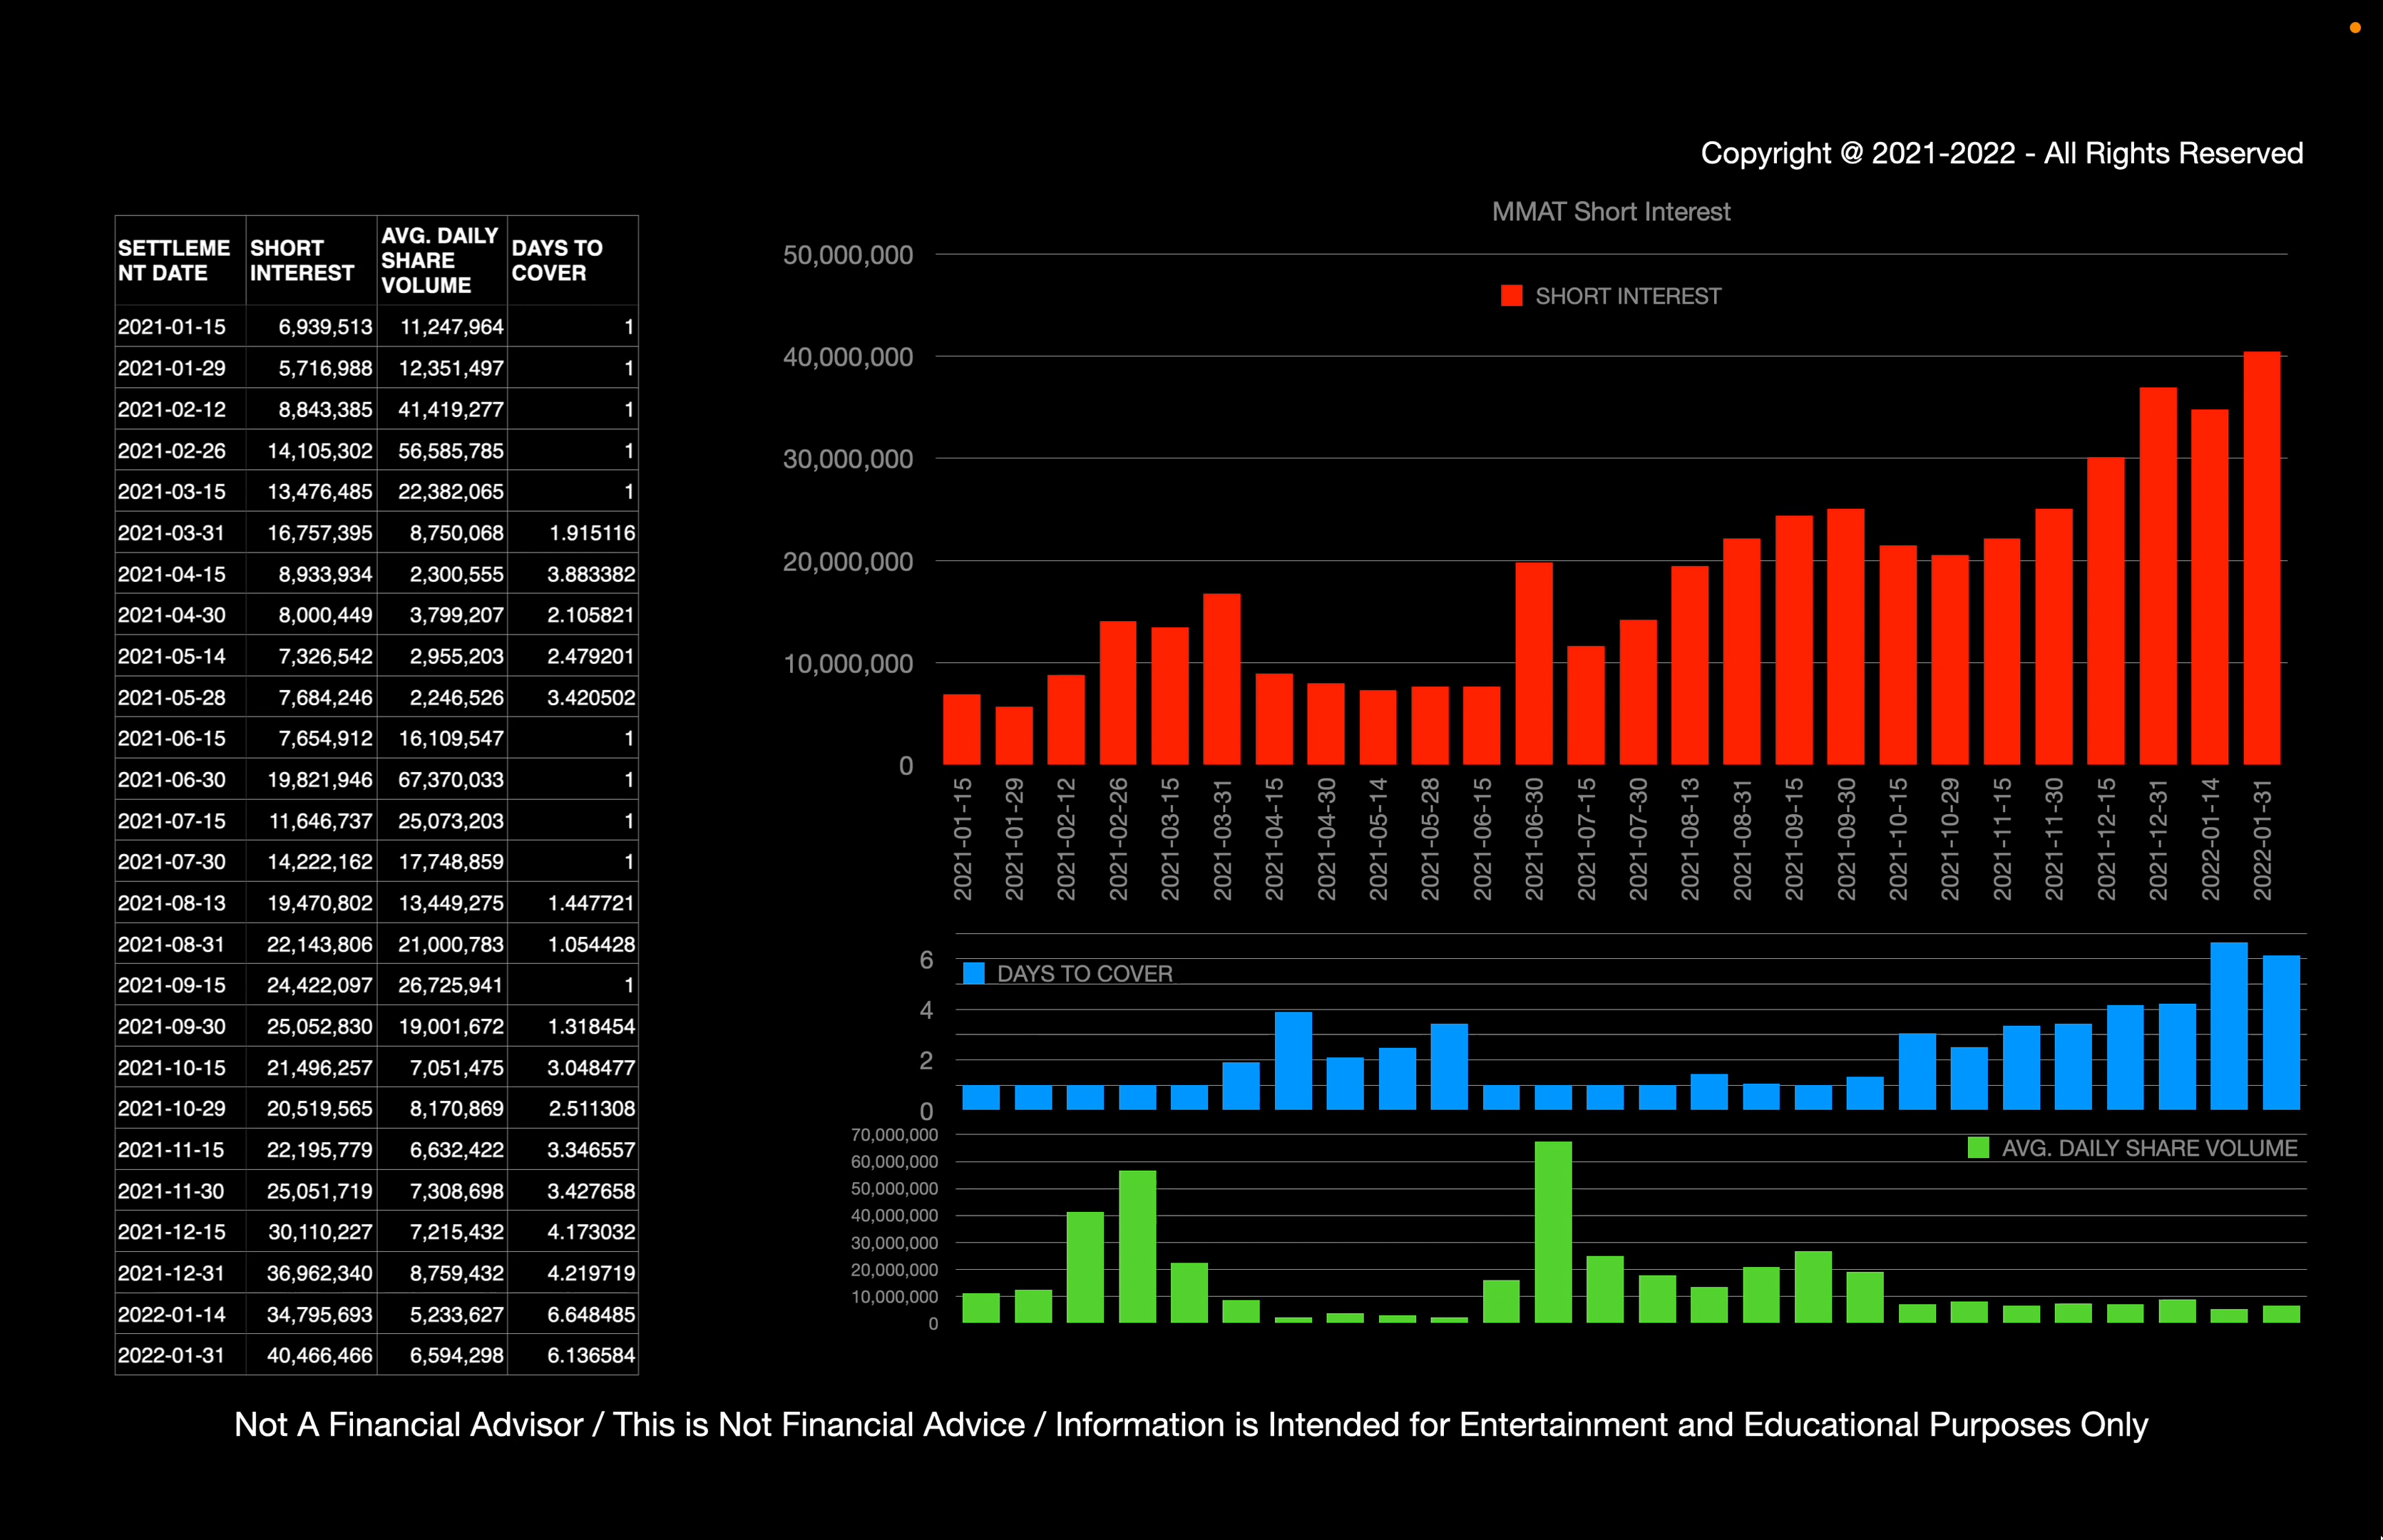 Copyright @ 2021-2022 - All Rights Reserved
SETTLEME
NT DATE
SHORT
INTEREST
AVG. DAILY
SHARE
VOLUME
DAYS TO
COVER
2021-01-15 6,939,513 11,247,964 1
2021-01-29 5,716,988 12,351,497 1
2021-02-12 8,843,385 41,419,277 1
2021-02-26 14,105,302 56,585,785 1
2021-03-15 13,476,485 22,382,065 1
2021-03-31 16,757,395 8,750,068 1.915116
2021-04-15 8,933,934 2,300,555 3.883382
2021-04-30 8,000,449 3,799,207 2.105821
2021-05-14 7,326,542 2,955,203 2.479201
2021-05-28 7,684,246 2,246,526 3.420502
2021-06-15 7,654,912 16,109,547 1
2021-06-30 19,821,946 67,370,033 1
2021-07-15 11,646,737 25,073,203 1
2021-07-30 14,222,162 17,748,859 1
2021-08-13 19,470,802 13,449,275 1.447721
2021-08-31 22,143,806 21,000,783 1.054428
2021-09-15 24,422,097 26,725,941 1
2021-09-30 25,052,830 19,001,672 1.318454
2021-10-15 21,496,257 7,051,475 3.048477
2021-10-29 20,519,565 8,170,869 2.511308
2021-11-15 22,195,779 6,632,422 3.346557
2021-11-30 25,051,719 7,308,698 3.427658
2021-12-15 30,110,227 7,215,432 4.173032
2021-12-31 36,962,340 8,759,432 4.219719
2022-01-14 34,795,693 5,233,627 6.648485
2022-01-31 40,466,466 6,594,298 6.136584
MMAT Short Interest
SHORT INTEREST
50,000,000
40,000,000
30,000,000
20,000,000
10,000,000
0
2021-01-15
2021-01-29
2021-02-12
2021-02-26
2021-03-15
2021-03-31
2021-04-15
2021-04-30
2021-05-14
2021-05-28
2021-06-15
2021-06-30
2021-07-15
2021-07-30
2021-08-13
2021-08-31
2021-09-15
2021-09-30
2021-10-15
2021-10-29
2021-11-15
2021-11-30
2021-12-15
2021-12-31
2022-01-14
2022-01-31
DAYS TO COVER
6
4
2
0
AVG. DAILY SHARE VOLUME
70,000,000
60,000,000
50,000,000
40,000,000
30,000,000
20,000,000
10,000,000
0
Not A Financial Advisor / This is Not Financial Advice / Information is Intended for Entertainment and Educational Purposes Only